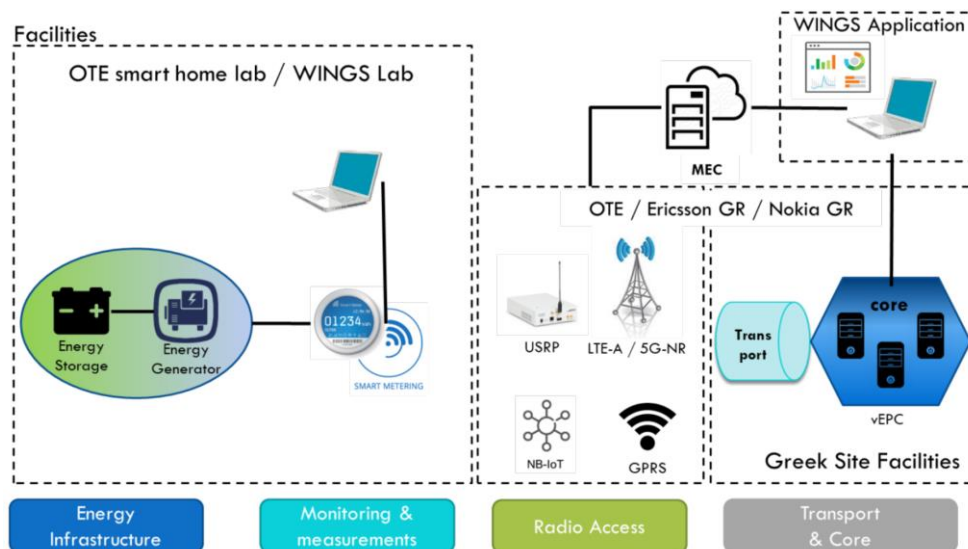 Facilities
OTE smart home lab / WINGS Lab
Energy
Storage
Energy
Generator
01234
SMART METERING
WINGS Application
MEC
OTE / Ericsson GR / Nokia GR
USRP
LTE-A / 5G-NR
NB-IoT
GPRS
Trans
port
core
vEPC
Greek Site Facilities
Energy
Infrastructure
Monitoring &
measurements
Radio Access
Transport
& Core